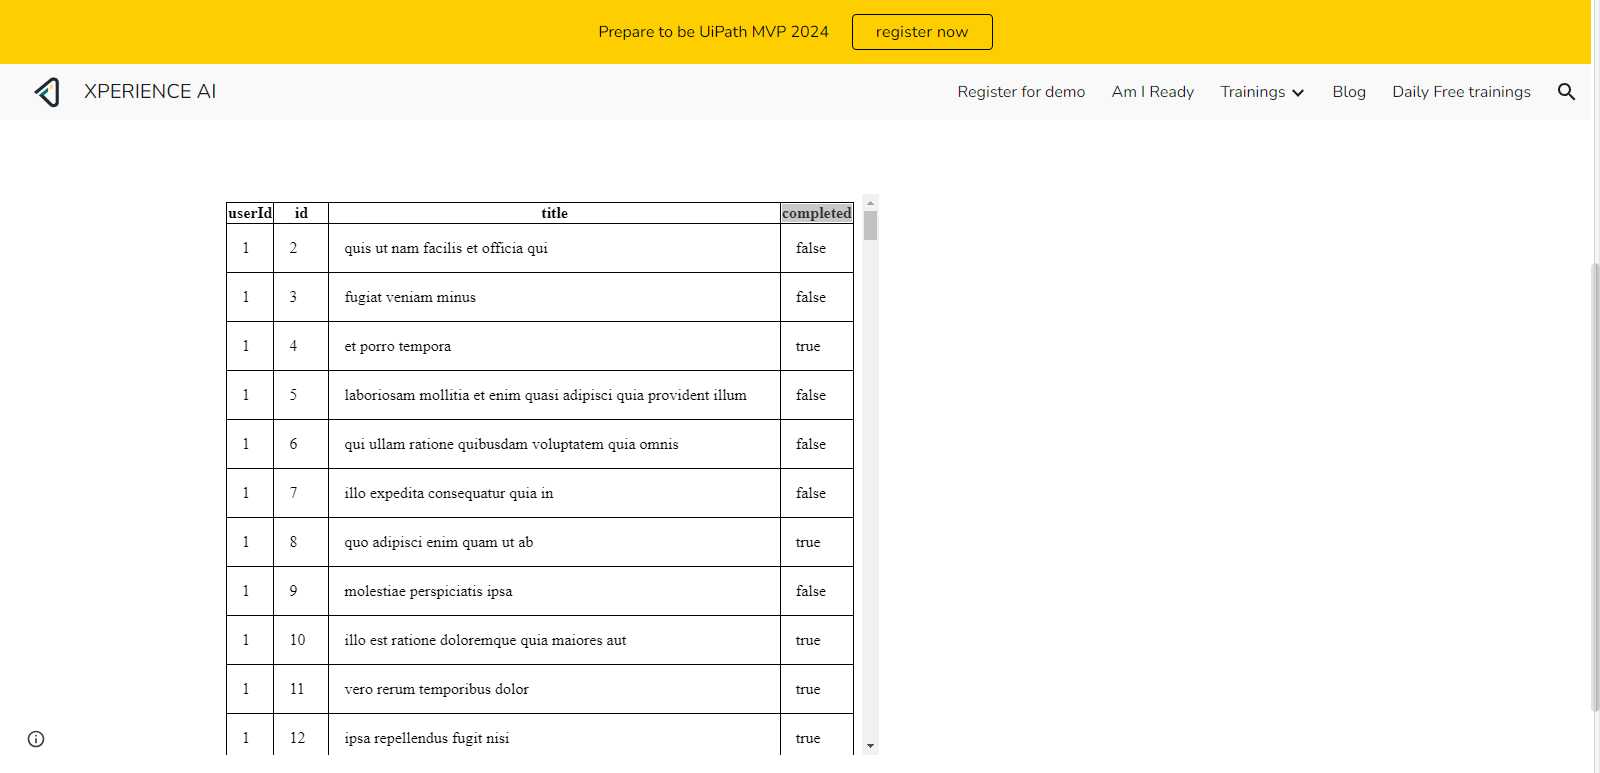 Prepare to be UiPath MVP 2024 register now
XPERIENCE AI Register for demo Am I Ready Trainings Blog Daily Free trainings
userId id title completed
1 2 quis ut nam facilis et officia qui false
1 3 fugiat veniam minus false
1 4 et porro tempora true
1 5 laboriosam mollitia et enim quasi adipisci quia provident illum false
1 6 qui ullam ratione quibusdam voluptatem quia omnis false
1 7 illo expedita consequatur quia in false
1 8 quo adipisci enim quam ut ab true
1 9 molestiae perspiciatis ipsa false
1 10 illo est ratione doloremque quia maiores aut true
1 11 vero rerum temporibus dolor true
1 12 ipsa repellendus fugit nisi true